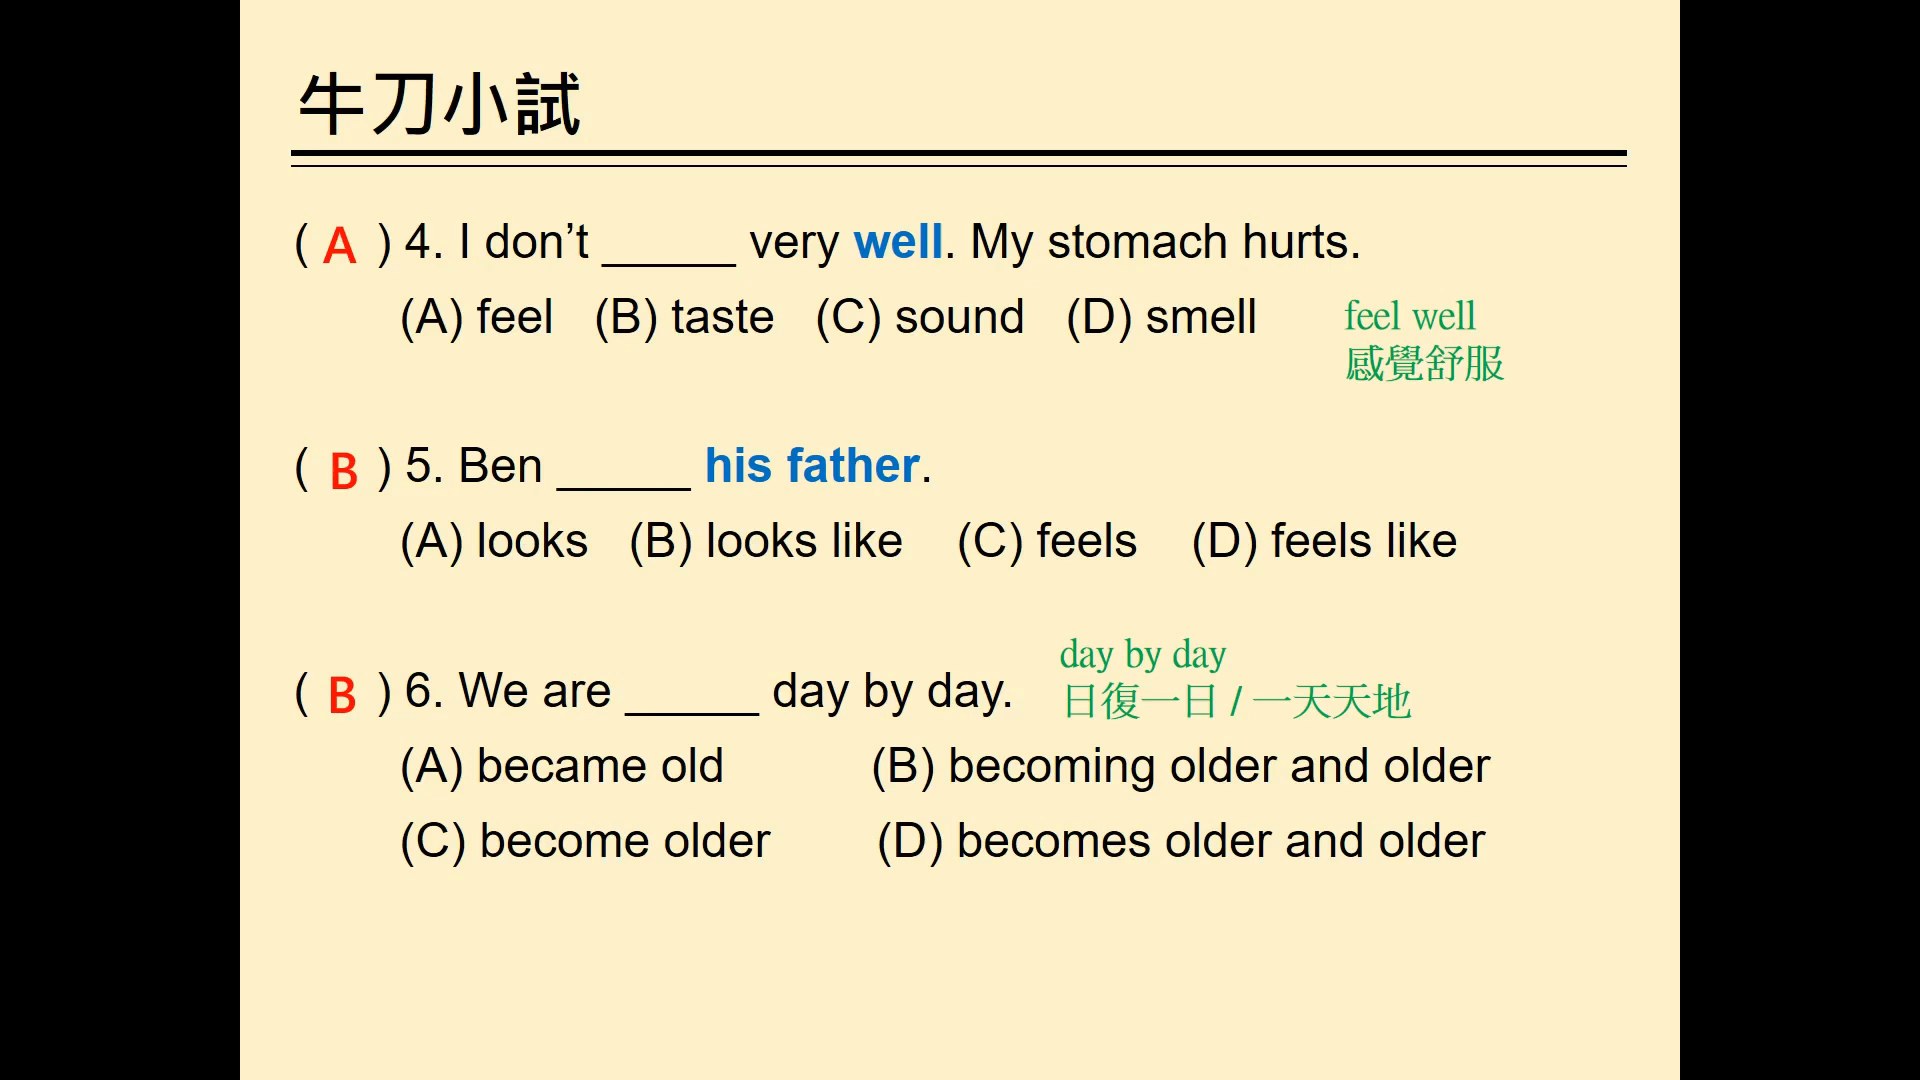 牛刀小試
( A ) 4. I don’t _____ very well. My stomach hurts.
(A) feel (B) taste (C) sound (D) smell
feel well
感覺舒服
( B ) 5. Ben _____ his father.
(A) looks (B) looks like (C) feels (D) feels like
day by day
日復一日 / 一天天地
( B ) 6. We are _____ day by day.
(A) became old (B) becoming older and older
(C) become older (D) becomes older and older